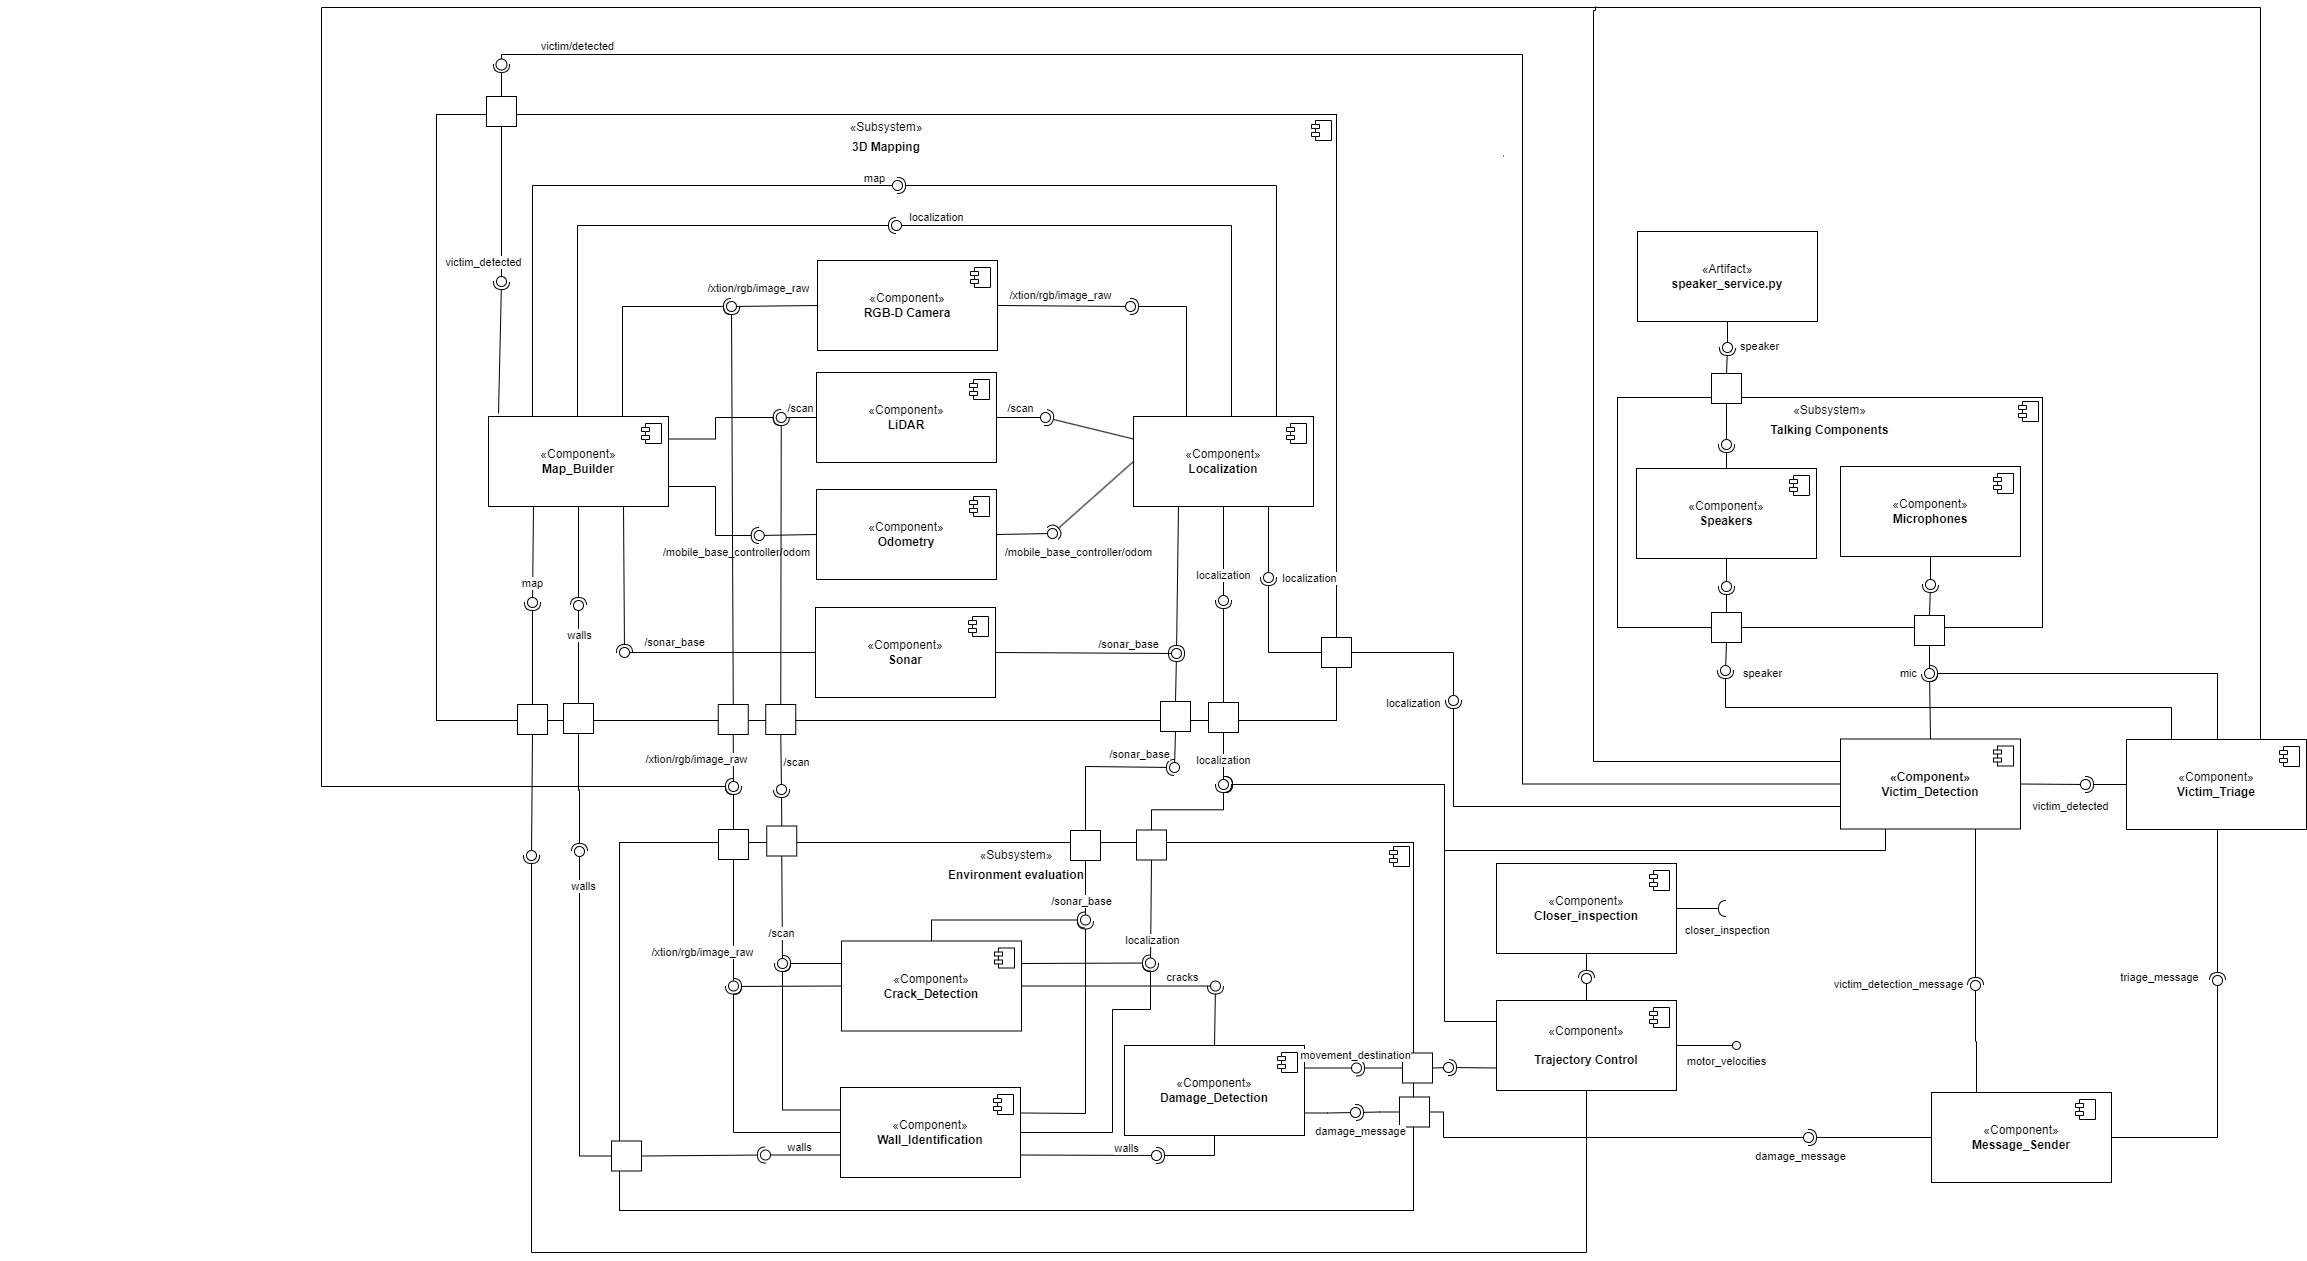 victim/detected
«Subsystem»
3D Mapping
map
localization
victim_detected
/xtion/rgb/image_raw
«Component»
RGB-D Camera
/xtion/rgb/image_raw
«Artifact»
speaker_service.py
speaker
/scan
«Component»
LiDAR
/scan
«Subsystem»
Talking Components
«Component»
Map_Builder
«Component»
Localization
«Component»
Speakers
«Component»
Microphones
«Component»
Odometry
/mobile_base_controller/odom
/mobile_base_controller/odom
map
localization
localization
walls
/sonar_base
«Component»
Sonar
/sonar_base
speaker
mic
localization
/xtion/rgb/image_raw
/scan
/sonar_base
localization
«Component»
Victim_Detection
victim_detected
«Component»
Victim_Triage
«Subsystem»
Environment evaluation
walls
/sonar_base
«Component»
Closer_inspection
closer_inspection
/scan
localization
/xtion/rgb/image_raw
«Component»
Crack_Detection
cracks
victim_detection_message
triage_message
«Component»
Trajectory Control
motor_velocities
movement_destination
«Component»
Damage_Detection
damage_message
«Component»
Wall_Identification
walls
walls
damage_message
«Component»
Message_Sender